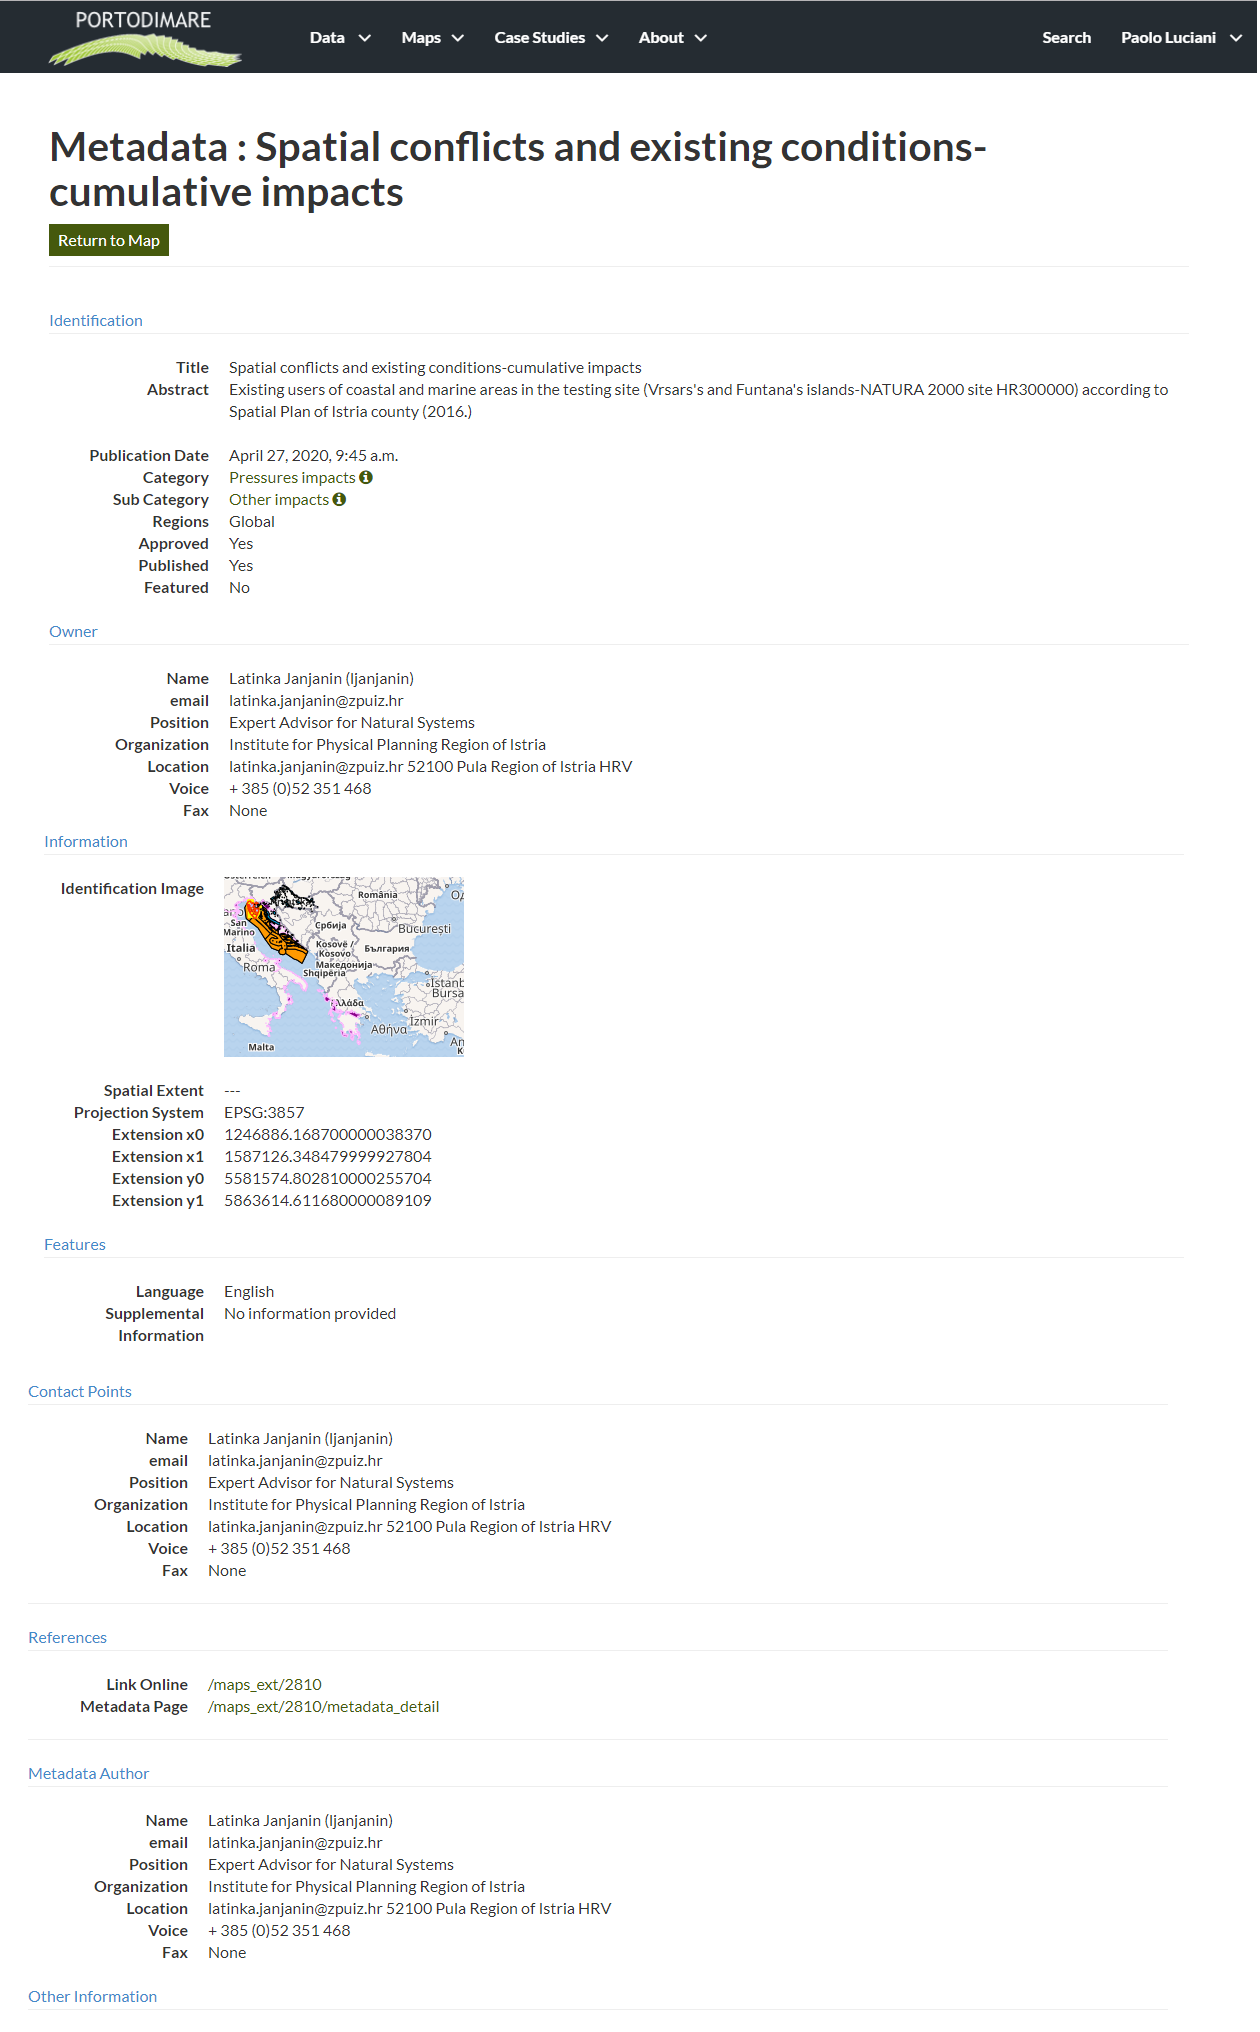 PORTODIMARE
Data Maps Case Studies About Search Paolo Luciani
Metadata : Spatial conflicts and existing conditions-
cumulative impacts
Return to Map
Identification
Title Spatial conflicts and existing conditions-cumulative impacts
Abstract Existing users of coastal and marine areas in the testing site (Vrsars's and Funtana's islands-NATURA 2000 site HR300000) according to
Spatial Plan of Istria county (2016.)
Publication Date April 27, 2020, 9:45 a.m.
Category Pressures impacts
Sub Category Other impacts
Regions Global
Approved Yes
Published Yes
Featured No
Owner
Name Latinka Janjanin (ljanjanin)
email latinka.janjanin@zpuiz.hr
Position Expert Advisor for Natural Systems
Organization Institute for Physical Planning Region of Istria
Location latinka.janjanin@zpuiz.hr 52100 Pula Region of Istria HRV
Voice + 385 (0)52 351 468
Fax None
Information
Identification Image
România
San
Marino
Србија
București
Italia
Kosovë /
Kosovo
България
Roma
Македонија
Shqipëria
Istanb
Bursa
Ελλάδα
Αθήνα
İzmir
Malta
Spatial Extent ---
Projection System EPSG:3857
Extension x0 1246886.168700000038370
Extension x1 1587126.348479999927804
Extension y0 5581574.802810000255704
Extension y1 5863614.611680000089109
Features
Language English
Supplemental No information provided
Information
Contact Points
Name Latinka Janjanin (ljanjanin)
email latinka.janjanin@zpuiz.hr
Position Expert Advisor for Natural Systems
Organization Institute for Physical Planning Region of Istria
Location latinka.janjanin@zpuiz.hr 52100 Pula Region of Istria HRV
Voice + 385 (0)52 351 468
Fax None
References
Link Online /maps_ext/2810
Metadata Page /maps_ext/2810/metadata_detail
Metadata Author
Name Latinka Janjanin (ljanjanin)
email latinka.janjanin@zpuiz.hr
Position Expert Advisor for Natural Systems
Organization Institute for Physical Planning Region of Istria
Location latinka.janjanin@zpuiz.hr 52100 Pula Region of Istria HRV
Voice + 385 (0)52 351 468
Fax None
Other Information